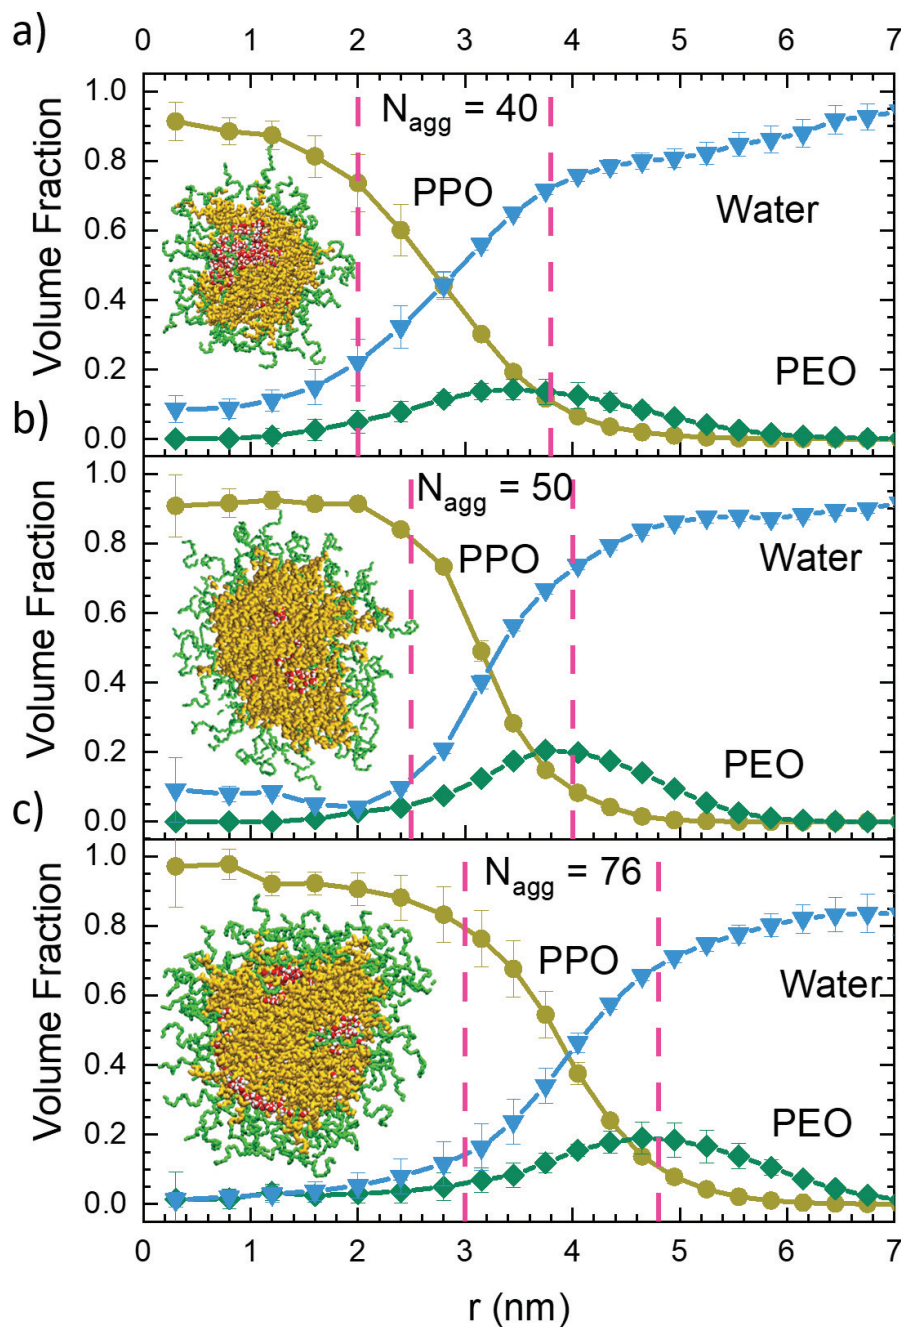 a)
0 1 2 3 4 5 6 7
1.0
0.8
0.6
0.4
0.2
0.0
Volume Fraction
N_agg = 40
PPO
Water
PEO
b)
1.0
0.8
0.6
0.4
0.2
0.0
Volume Fraction
N_agg = 50
PPO
Water
PEO
c)
1.0
0.8
0.6
0.4
0.2
0.0
Volume Fraction
N_agg = 76
PPO
Water
PEO
0 1 2 3 4 5 6 7
r (nm)